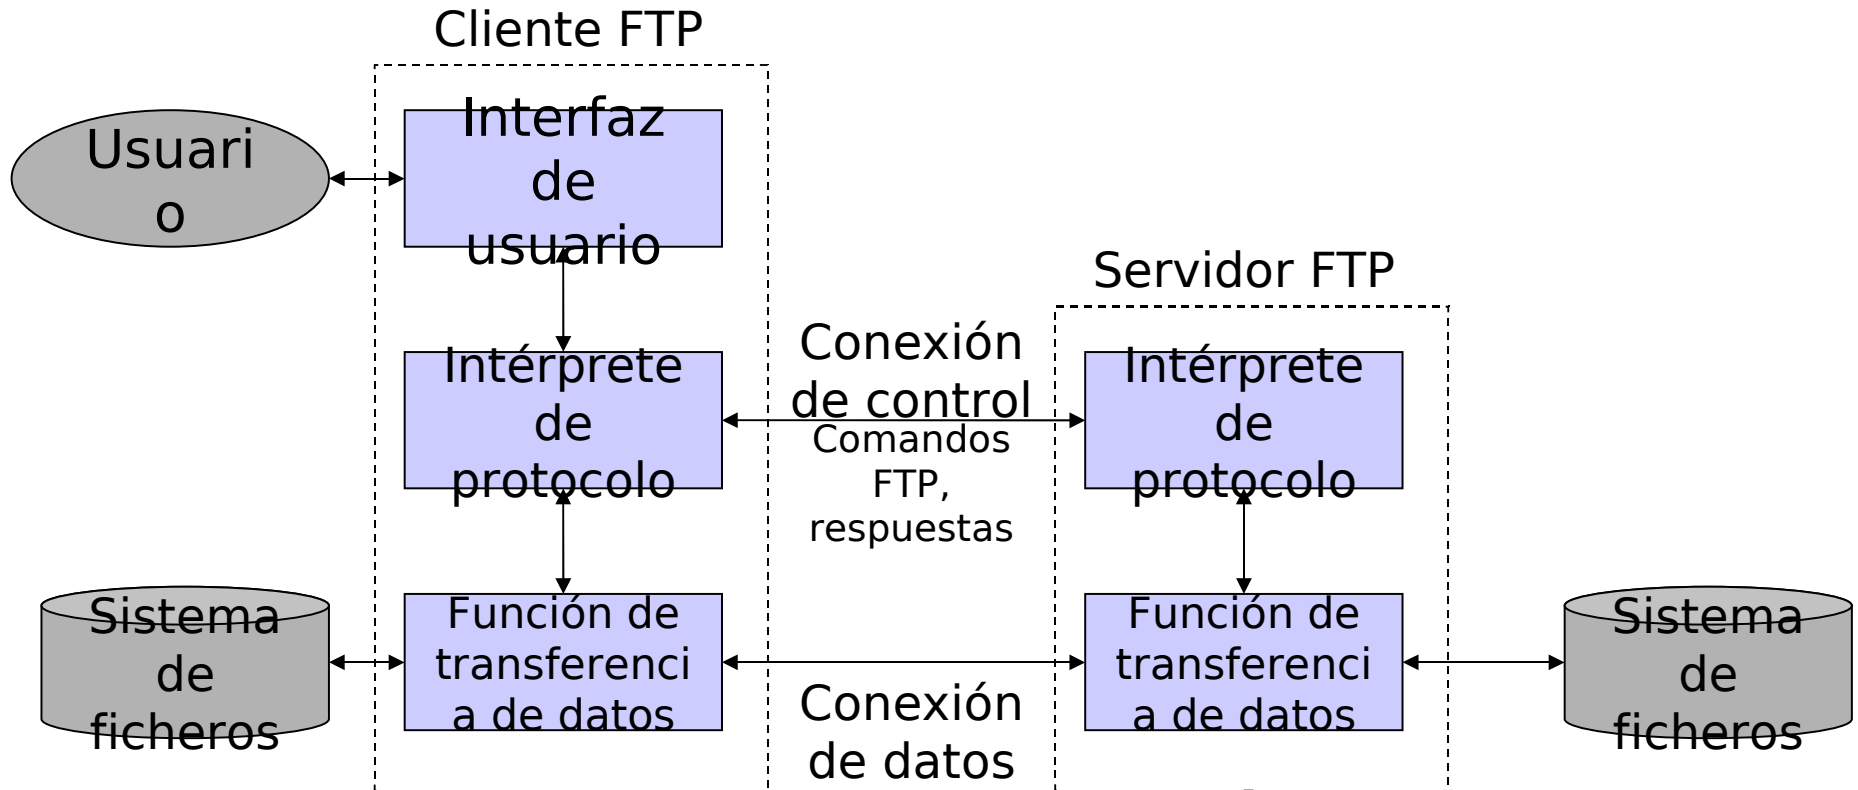 Cliente FTP
Usuari
o
Interfaz
de
usuario
Servidor FTP
Intérprete
de
protocolo
Conexión
de control
Comandos
FTP,
respuestas
Intérprete
de
protocolo
Sistema
de
ficheros
Función de
transferenci
a de datos
Conexión
de datos
Función de
transferenci
a de datos
Sistema
de
ficheros